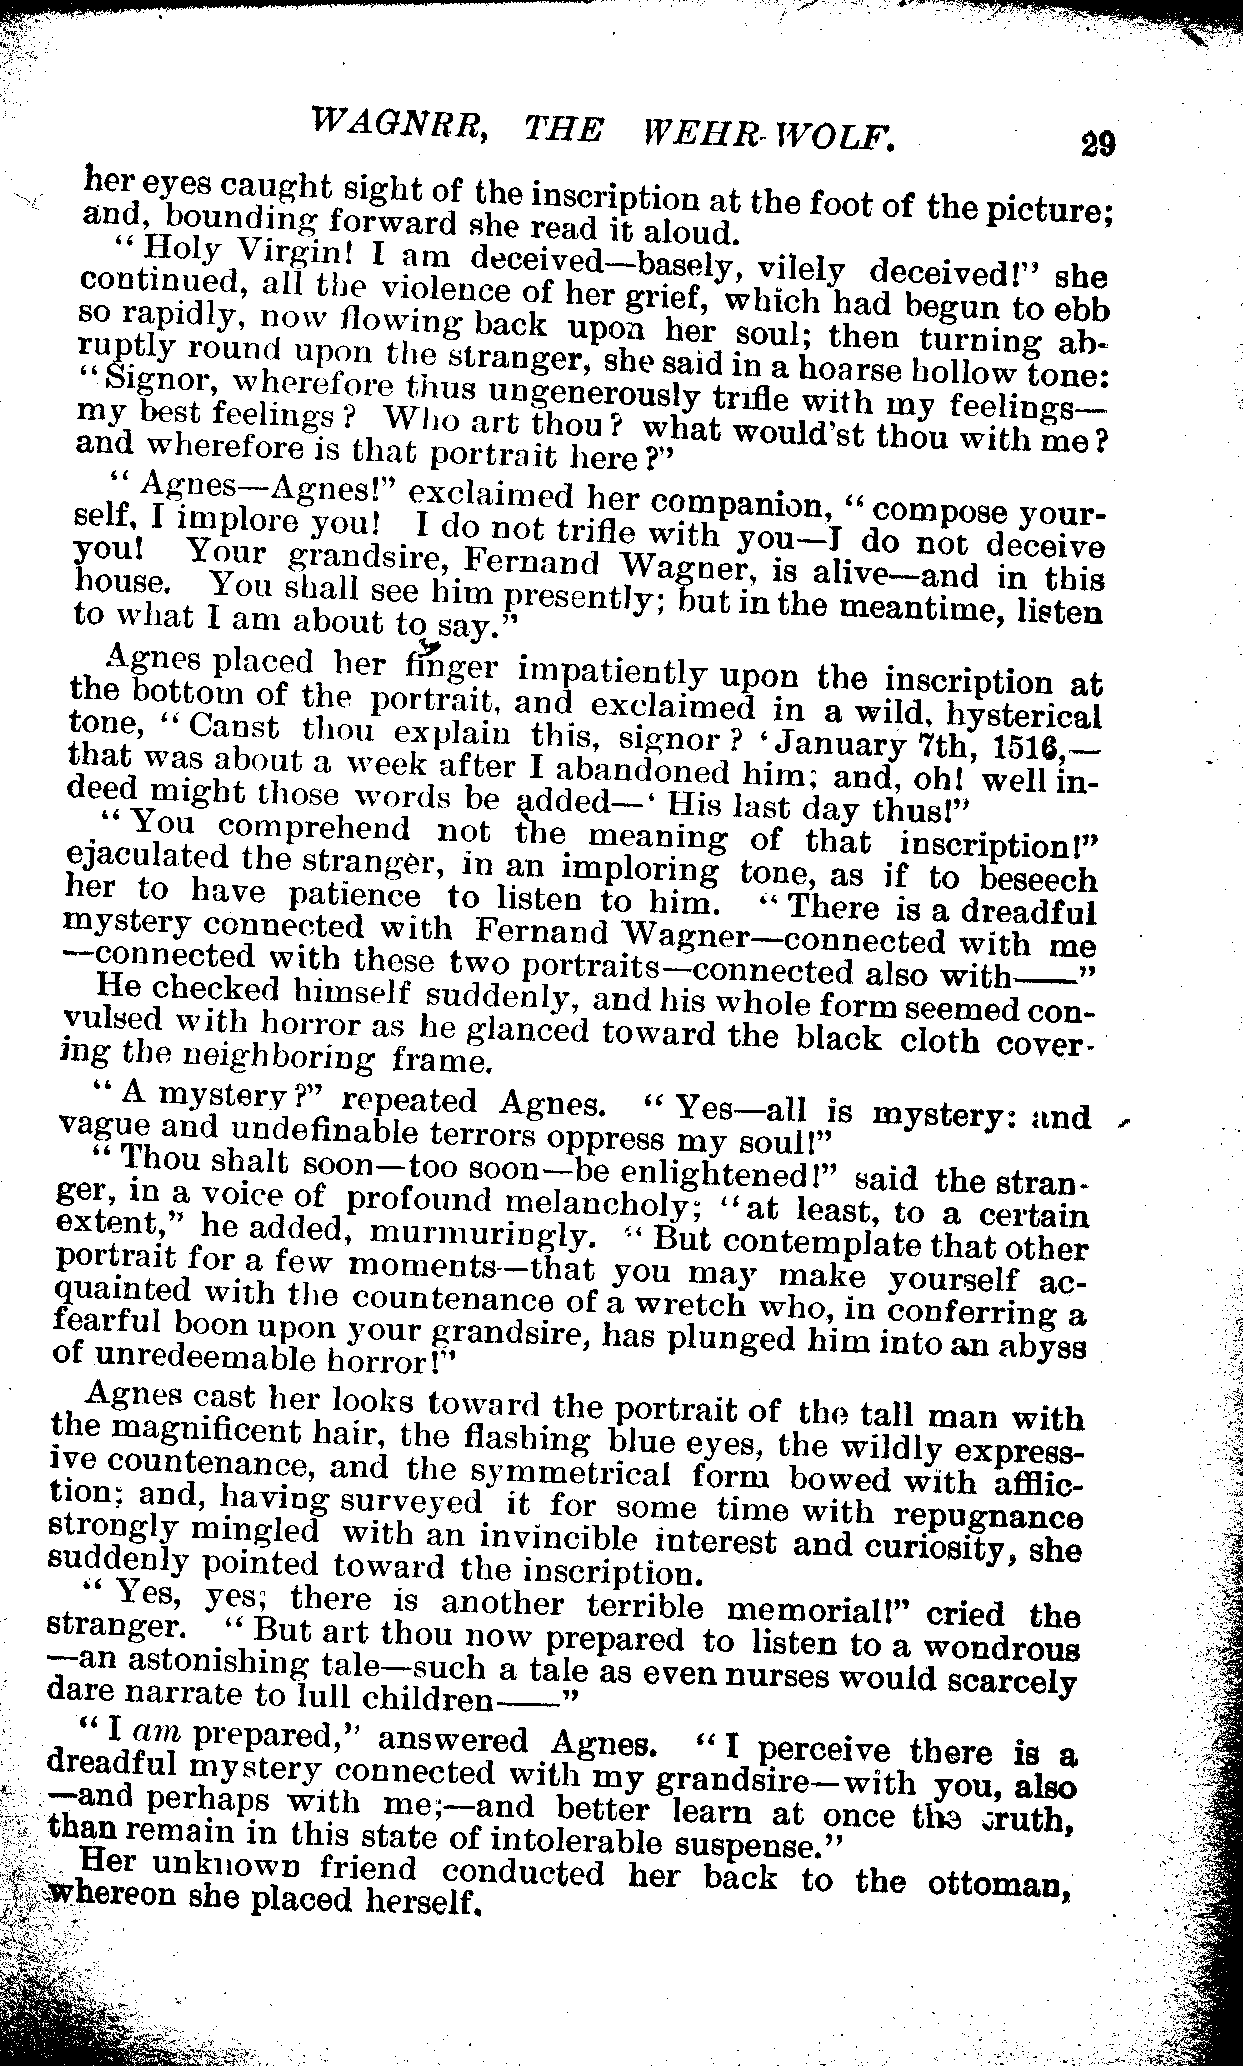 WAGNRR, THE WEHR-WOLF. 29
her eyes caught sight of the inscription at the foot of the picture;
and, bounding forward she read it aloud.
“Holy Virgin! I am deceived—basely, vilely deceived!” she
continued, all the violence of her grief, which had begun to ebb
so rapidly, now flowing back upon her soul; then turning ab-
ruptly round upon the stranger, she said in a hoarse hollow tone:
“Signor, wherefore thus ungenerously trifle with my feelings—
my best feelings? Who art thou? what would'st thou with me?
and wherefore is that portrait here?”
“Agnes—Agnes!” exclaimed her companion, “compose your-
self, I implore you! I do not trifle with you—I do not deceive
you! Your grandsire, Fernand Wagner, is alive—and in this
house. You shall see him presently; but in the meantime, listen
to what I am about to say.”
Agnes placed her finger impatiently upon the inscription at
the bottom of the portrait, and exclaimed in a wild, hysterical
tone, “Canst thou explain this, signor? ‘January 7th, 1516,—
that was about a week after I abandoned him; and, oh! well in-
deed might those words be added—‘His last day thus!”
“You comprehend not the meaning of that inscription!”
ejaculated the stranger, in an imploring tone, as if to beseech
her to have patience to listen to him. “There is a dreadful
mystery connected with Fernand Wagner—connected with me
—connected with these two portraits—connected also with——”
He checked himself suddenly, and his whole form seemed con-
vulsed with horror as he glanced toward the black cloth cover-
ing the neighboring frame.
“A mystery?” repeated Agnes. “Yes—all is mystery: and
vague and undefinable terrors oppress my soul!”
“Thou shalt soon—too soon—be enlightened!” said the stran-
ger, in a voice of profound melancholy; “at least, to a certain
extent,” he added, murmuringly. “But contemplate that other
portrait for a few moments—that you may make yourself ac-
quainted with the countenance of a wretch who, in conferring a
fearful boon upon your grandsire, has plunged him into an abyss
of unredeemable horror!”
Agnes cast her looks toward the portrait of the tall man with
the magnificent hair, the flashing blue eyes, the wildly express-
ive countenance, and the symmetrical form bowed with afflic-
tion; and, having surveyed it for some time with repugnance
strongly mingled with an invincible interest and curiosity, she
suddenly pointed toward the inscription.
“Yes, yes; there is another terrible memorial!” cried the
stranger. “But art thou now prepared to listen to a wondrous
—an astonishing tale—such a tale as even nurses would scarcely
dare narrate to lull children——”
“I am prepared,” answered Agnes. “I perceive there is a
dreadful mystery connected with my grandsire—with you, also
—and perhaps with me;—and better learn at once the truth,
than remain in this state of intolerable suspense.”
Her unknown friend conducted her back to the ottoman,
whereon she placed herself.